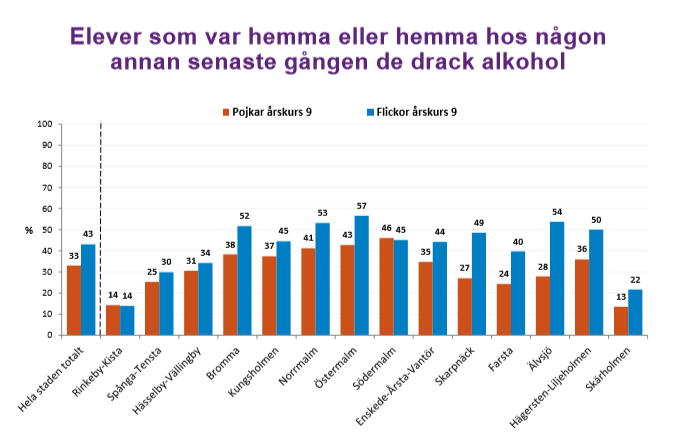 Elever som var hemma eller hemma hos någon
annan senaste gången de drack alkohol
Pojkar årskurs 9
Flickor årskurs 9
%
100
90
80
70
60
50
40
30
20
10
0
33 43
14 14
25 30
31 34
38 52
37 45
41 53
43 57
46 45
35 44
27 49
24 40
28 54
36 50
13 22
Hela staden totalt
Rinkeby-Kista
Spånga-Tensta
Hässelby-Vällingby
Bromma
Kungsholmen
Norrmalm
Östermalm
Södermalm
Enskede-Årsta-Vantör
Skarpnäck
Farsta
Älvsjö
Hägersten-Liljeholmen
Skärholmen